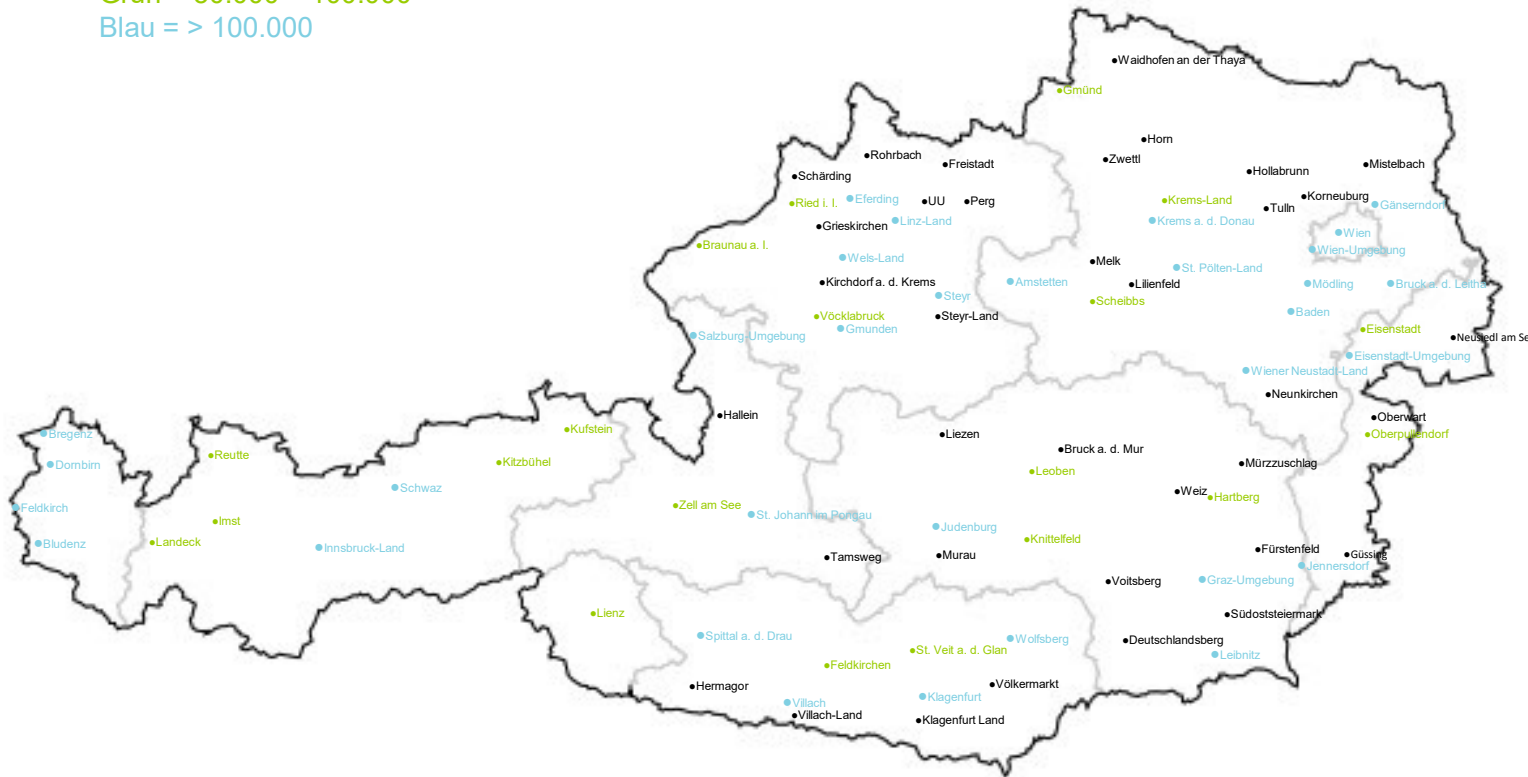 Grün = 50.000 – 100.000
Blau = > 100.000
●Waidhofen an der Thaya
●Gmünd
●Horn
●Rohrbach
●Freistadt
●Zwettl
●Mistelbach
●Schärding
●Hollabrunn
●Ried i. I.
●Eferding
●UU
●Perg
●Krems-Land
●Tulln
●Korneuburg
●Gänserndorf
●Grieskirchen
●Linz-Land
●Krems a. d. Donau
●Wien
●Braunau a. I.
●Wien-Umgebung
●Wels-Land
●Melk
●St. Pölten-Land
●Kirchdorf a. d. Krems
●Amstetten
●Lilienfeld
●Mödling
●Bruck a. d. Leitha
●Steyr
●Scheibbs
●Baden
●Vöcklabruck
●Steyr-Land
●Gmunden
●Eisenstadt
●Salzburg-Umgebung
●Neusiedl am Se
●Eisenstadt-Umgebung
●Wiener Neustadt-Land
●Neunkirchen
●Hallein
●Oberwart
●Bregenz
●Kufstein
●Liezen
●Oberpullendorf
●Reutte
●Bruck a. d. Mur
●Dornbirn
●Kitzbühel
●Leoben
●Mürzzuschlag
●Schwaz
●Weiz
●Hartberg
●Feldkirch
●Zell am See
●St. Johann im Pongau
●Imst
●Judenburg
●Bludenz
●Landeck
●Innsbruck-Land
●Knittelfeld
●Tamsweg
●Murau
●Fürstenfeld
●Güssing
●Jennersdorf
●Voitsberg
●Graz-Umgebung
●Lienz
●Südoststeiermark
●Spittal a. d. Drau
●Wolfsberg
●Deutschlandsberg
●St. Veit a. d. Glan
●Leibnitz
●Feldkirchen
●Hermagor
●Völkermarkt
●Villach
●Klagenfurt
●Villach-Land
●Klagenfurt Land